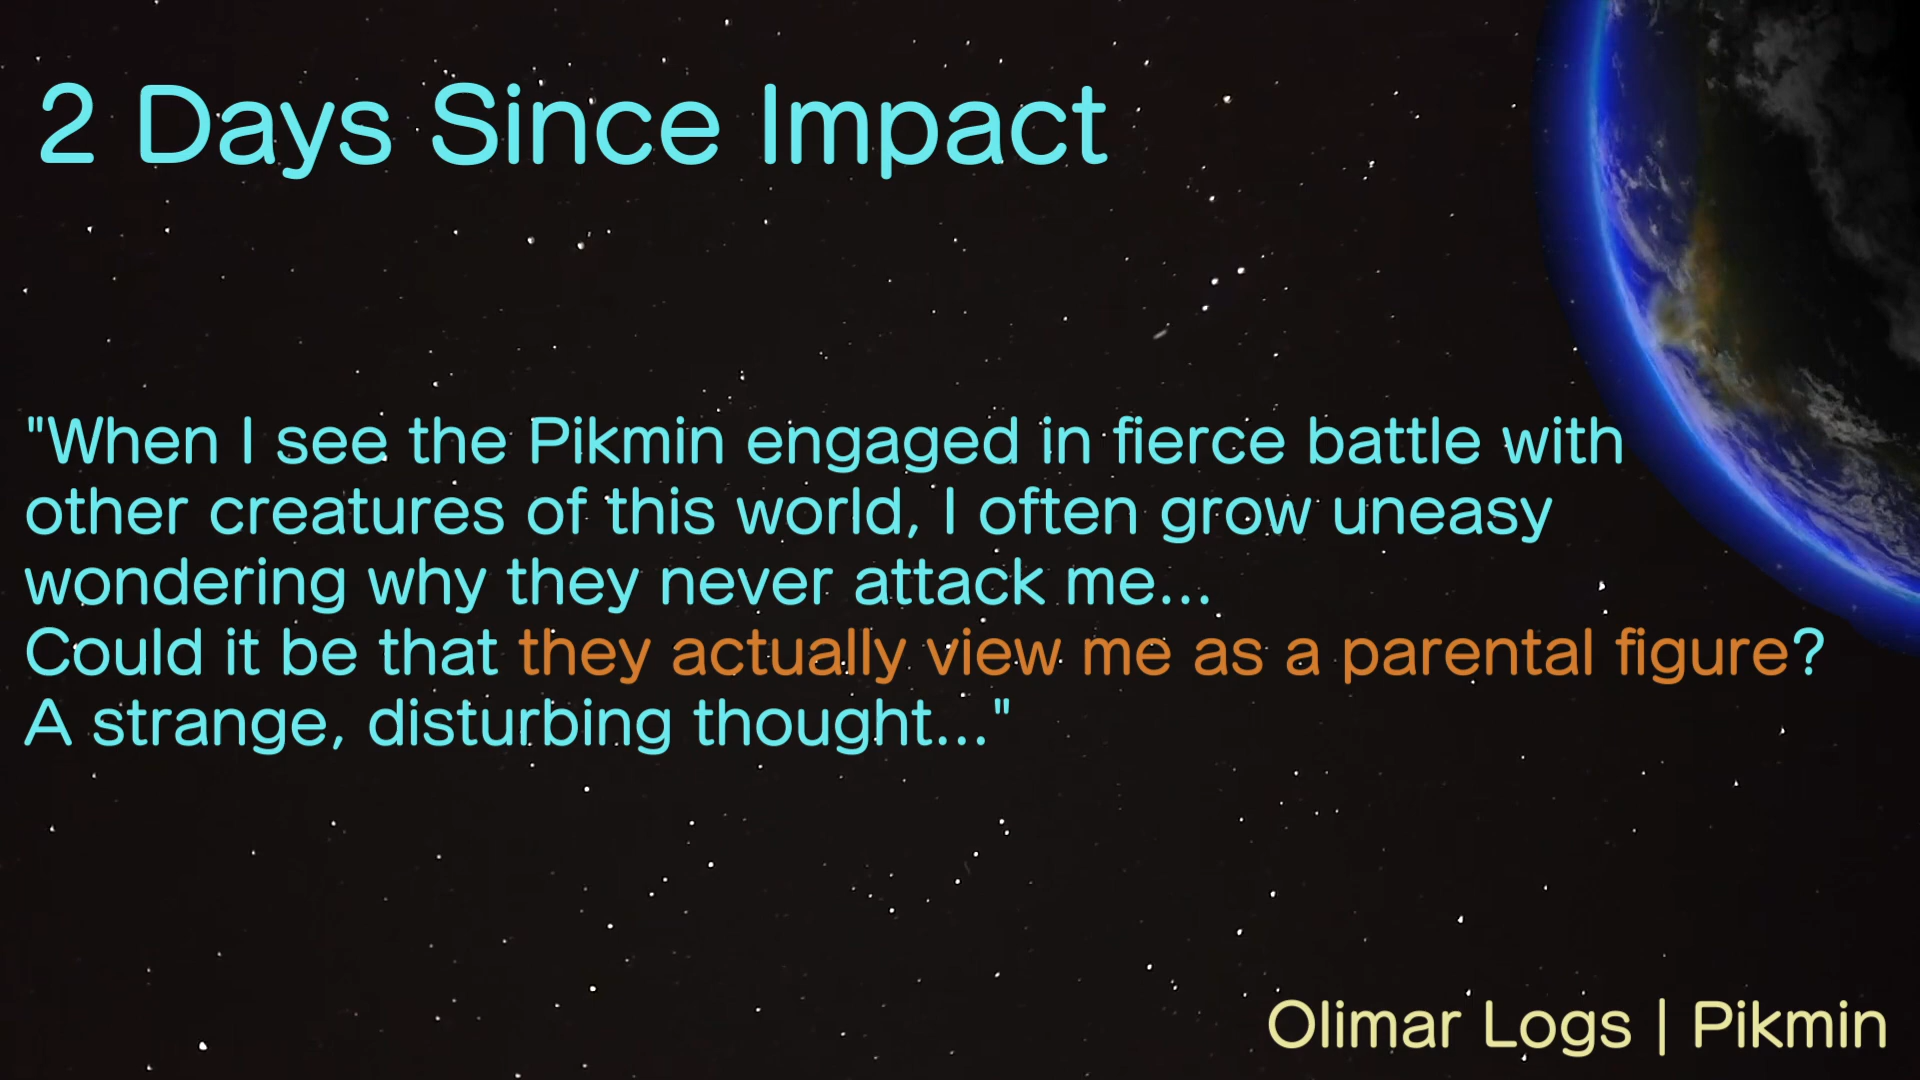 2 Days Since Impact
"When I see the Pikmin engaged in fierce battle with
other creatures of this world, I often grow uneasy
wondering why they never attack me...
Could it be that they actually view me as a parental figure?
A strange, disturbing thought..."
Olimar Logs | Pikmin